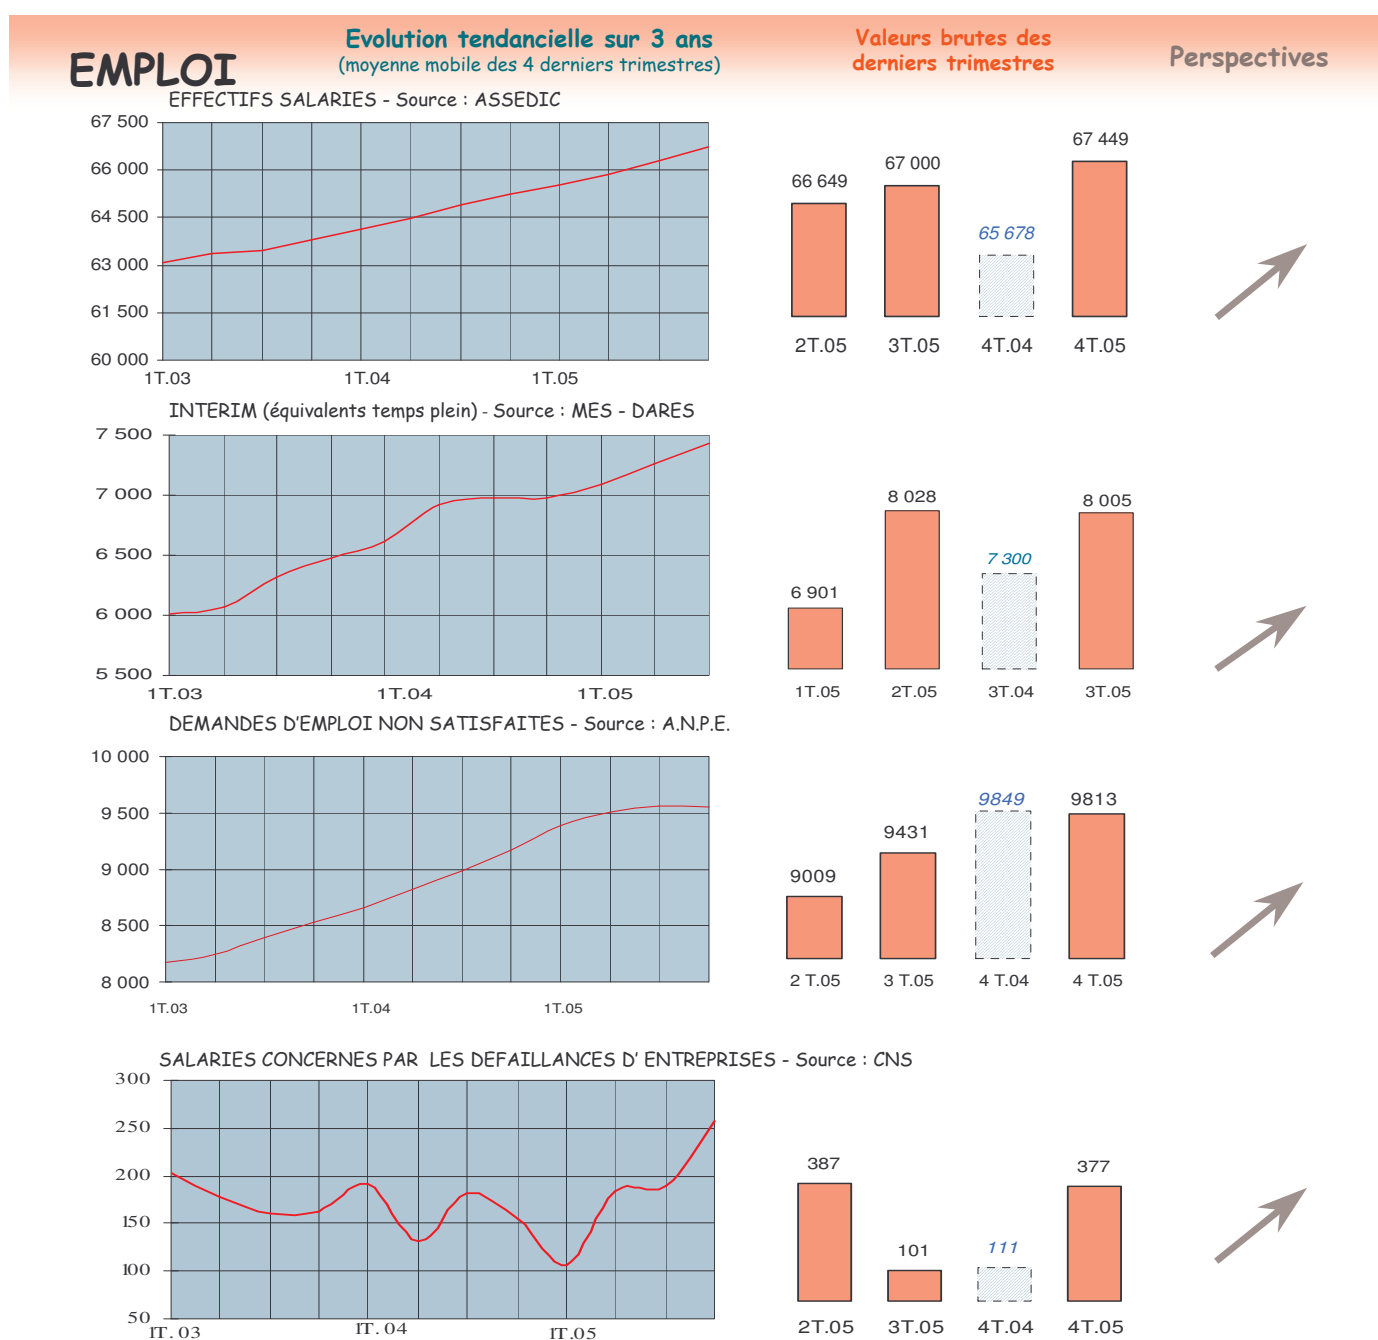 EMPLOI
Evolution tendancielle sur 3 ans
(moyenne mobile des 4 derniers trimestres)
Valeurs brutes des
derniers trimestres
Perspectives
EFFECTIFS SALARIES - Source : ASSEDIC
67 500
66 000
64 500
63 000
61 500
60 000
1T.03 1T.04 1T.05
66 649 67 000 65 678 67 449
2T.05 3T.05 4T.04 4T.05
INTERIM (équivalents temps plein) - Source : MES - DARES
7 500
7 000
6 500
6 000
5 500
1T.03 1T.04 1T.05
6 901 8 028 7 300 8 005
1T.05 2T.05 3T.04 3T.05
DEMANDES D'EMPLOI NON SATISFAITES - Source : A.N.P.E.
10 000
9 500
9 000
8 500
8 000
1T.03 1T.04 1T.05
9009 9431 9849 9813
2 T.05 3 T.05 4 T.04 4 T.05
SALARIES CONCERNES PAR LES DEFAILLANCES D' ENTREPRISES - Source : CNS
300
250
200
150
100
50
1T. 03 1T. 04 1T.05
387 101 111 377
2T.05 3T.05 4T.04 4T.05